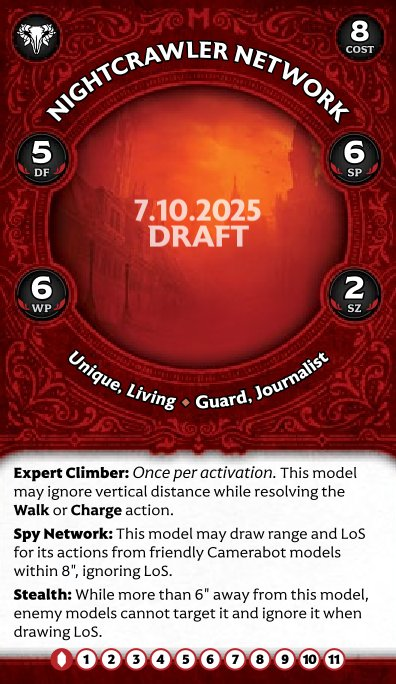 8
COST
NIGHTCRAWLER NETWORK
5
DF
6
SP
7.10.2025
DRAFT
6
WP
2
SZ
Unique, Living • Guard, Journalist
Expert Climber: Once per activation. This model
may ignore vertical distance while resolving the
Walk or Charge action.
Spy Network: This model may draw range and LoS
for its actions from friendly Camerabot models
within 8", ignoring LoS.
Stealth: While more than 6" away from this model,
enemy models cannot target it and ignore it when
drawing LoS.
1 2 3 4 5 6 7 8 9 10 11